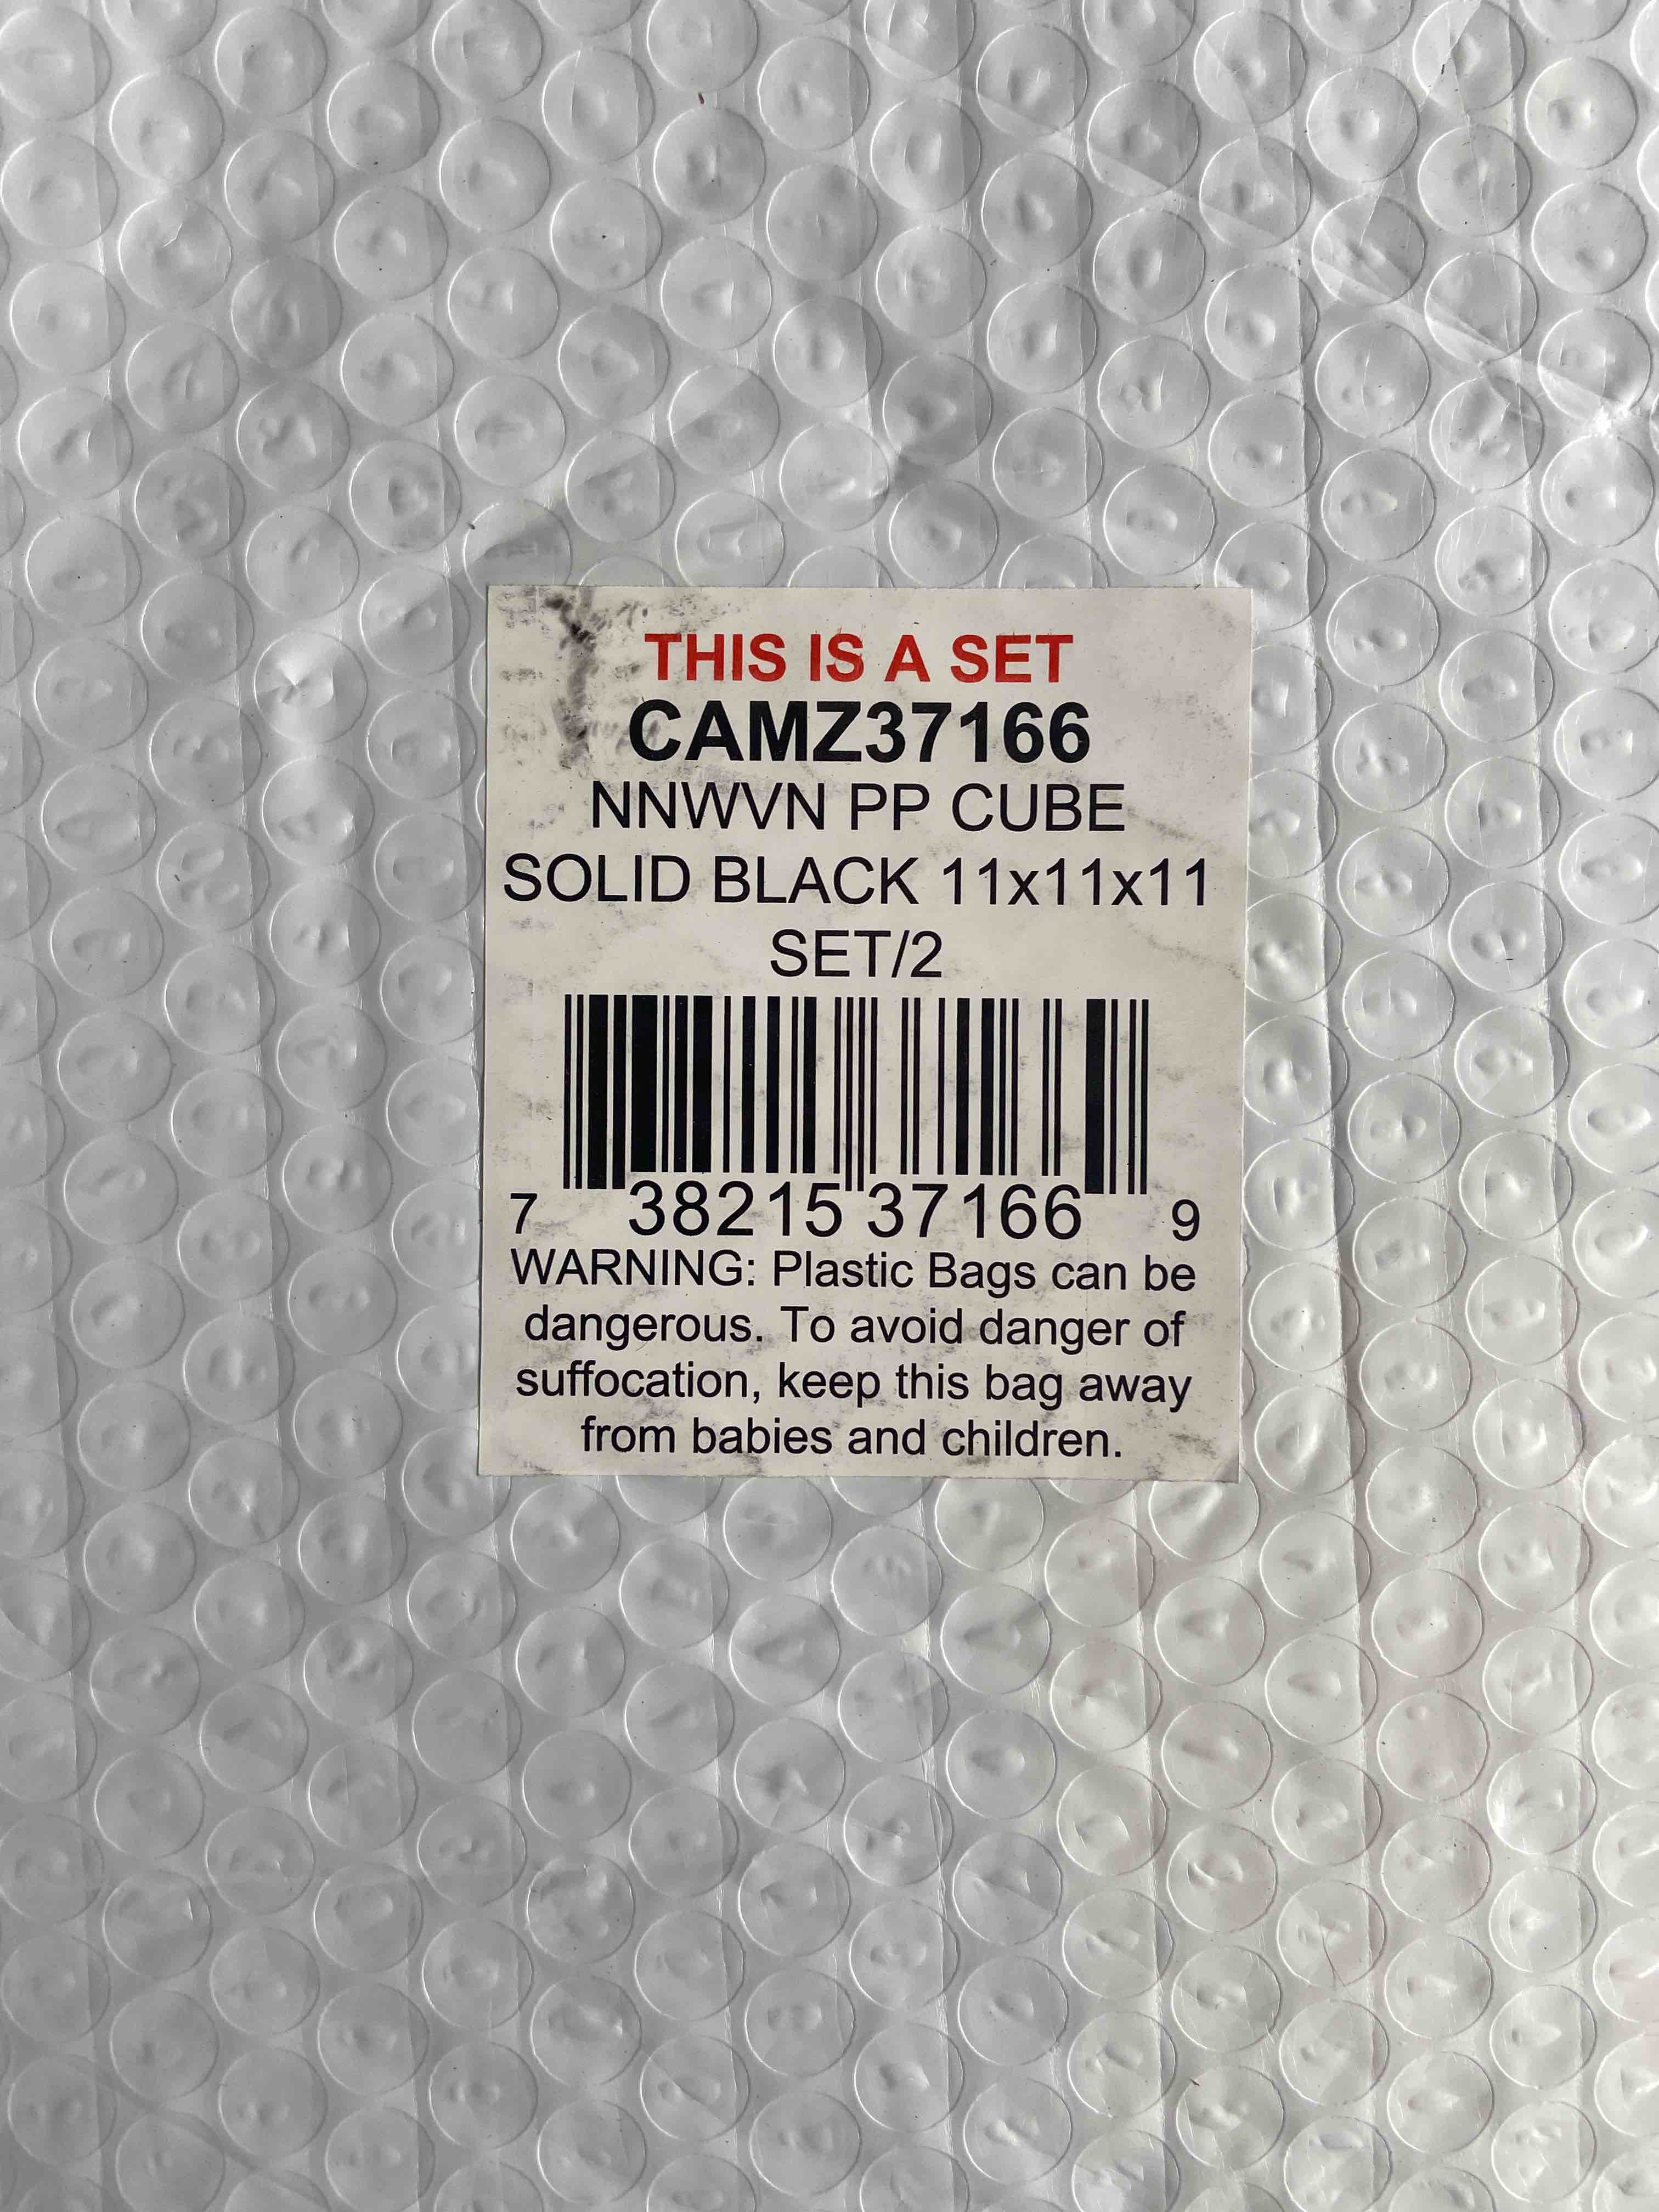 THIS IS A SET
CAMZ37166
NNWVN PP CUBE
SOLID BLACK 11x11x11
SET/2
7 38215 37166 9
WARNING: Plastic Bags can be
dangerous. To avoid danger of
suffocation, keep this bag away
from babies and children.